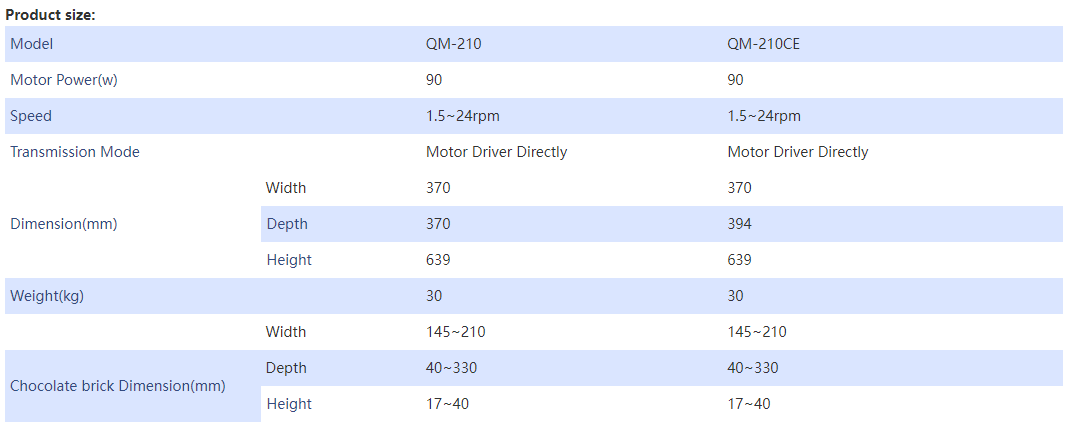 Product size:
Model QM-210 QM-210CE
Motor Power(w) 90 90
Speed 1.5~24rpm 1.5~24rpm
Transmission Mode Motor Driver Directly Motor Driver Directly
Dimension(mm) Width 370 370
Depth 370 394
Height 639 639
Weight(kg) 30 30
Width 145~210 145~210
Chocolate brick Dimension(mm) Depth 40~330 40~330
Height 17~40 17~40